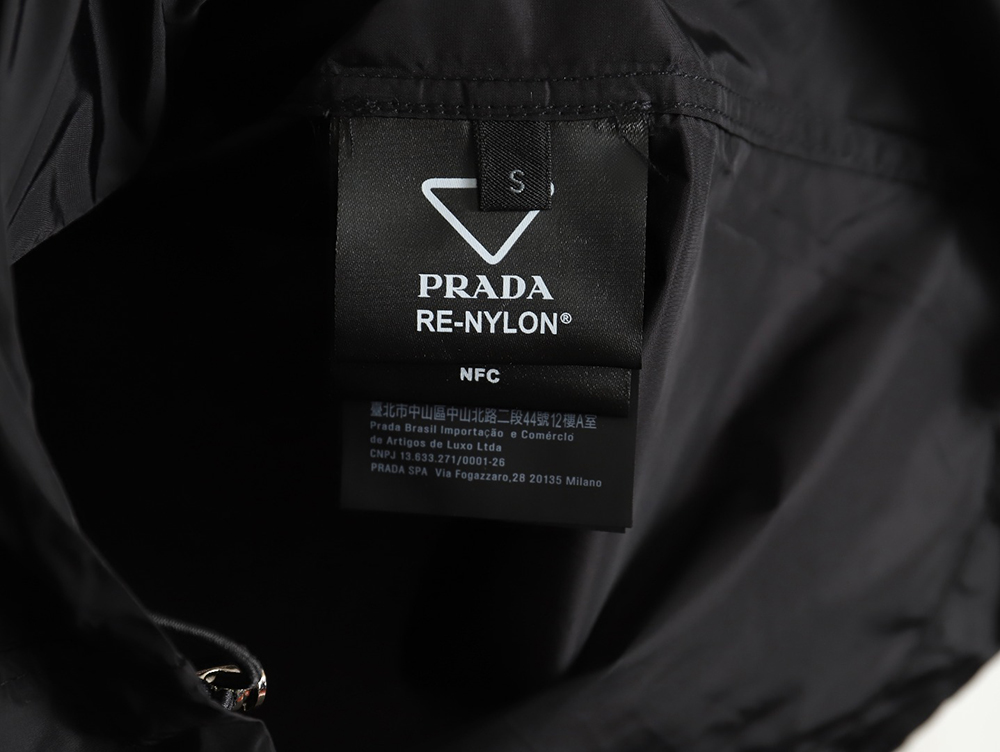 S
PRADA
RE-NYLON®
NFC
臺北市中山區中山北路二段44號12樓A室
Prada Brasil Importação e Comércio
de Artigos de Luxo Ltda
CNPJ 13.633.271/0001-26
PRADA SPA Via Fogazzaro,28 20135 Milano